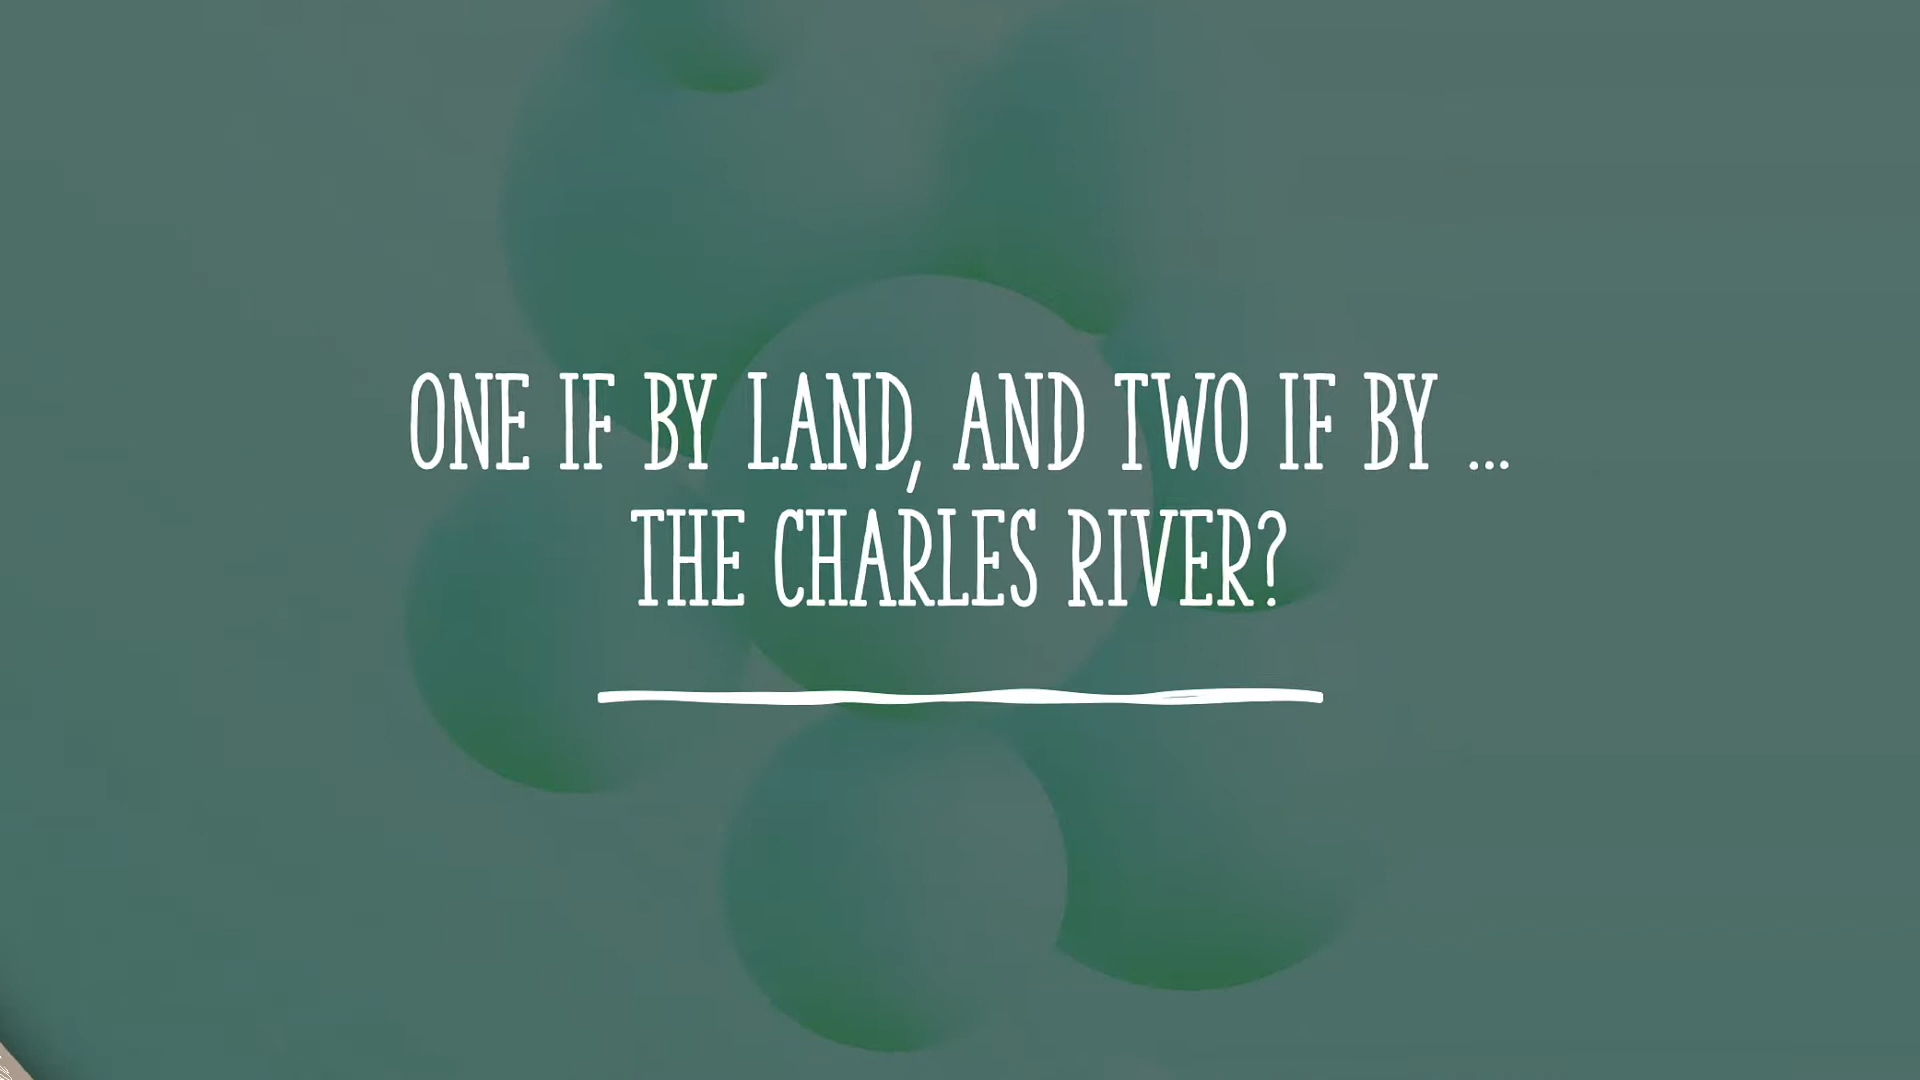 ONE IF BY LAND, AND TWO IF BY ...
THE CHARLES RIVER?